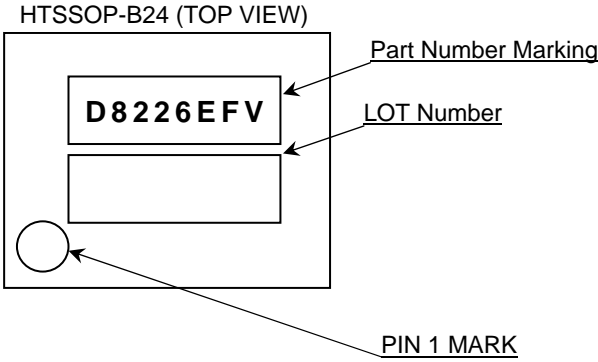 HTSSOP-B24 (TOP VIEW)
Part Number Marking
D8226EFV
LOT Number
PIN 1 MARK